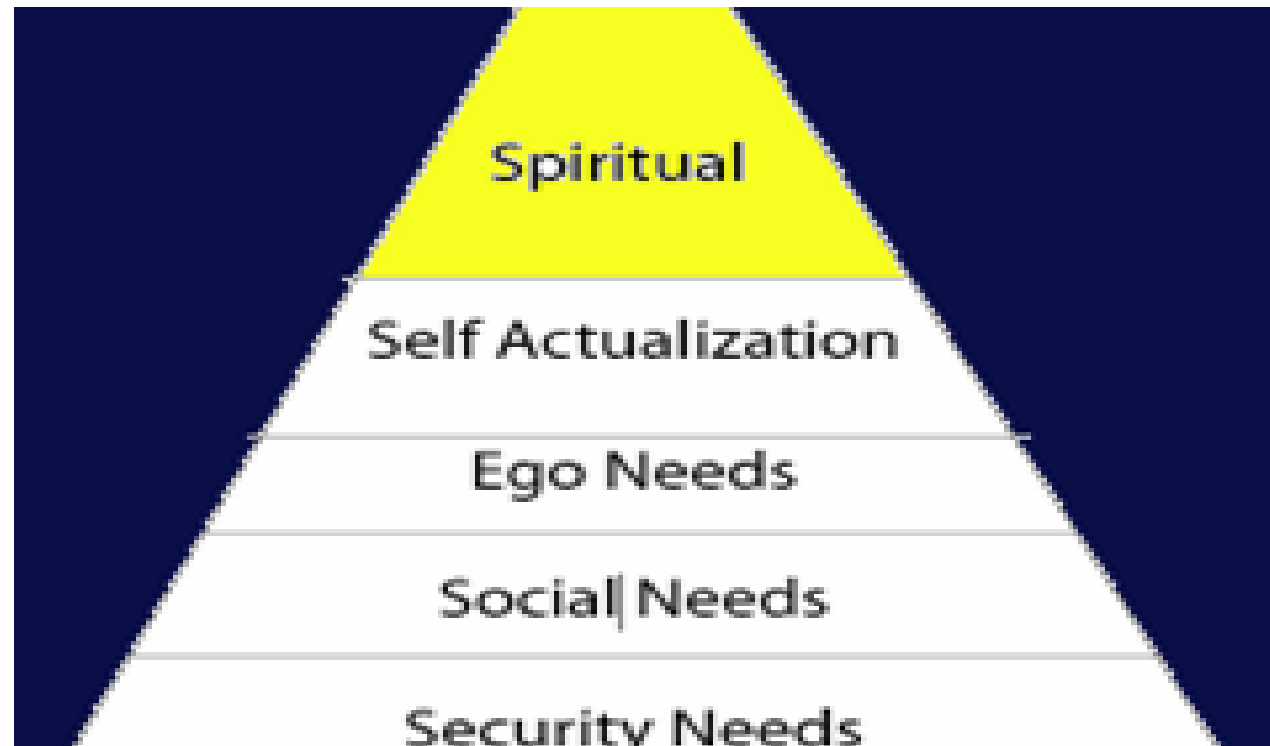 Spiritual
Self Actualization
Ego Needs
Social Needs
Security Needs